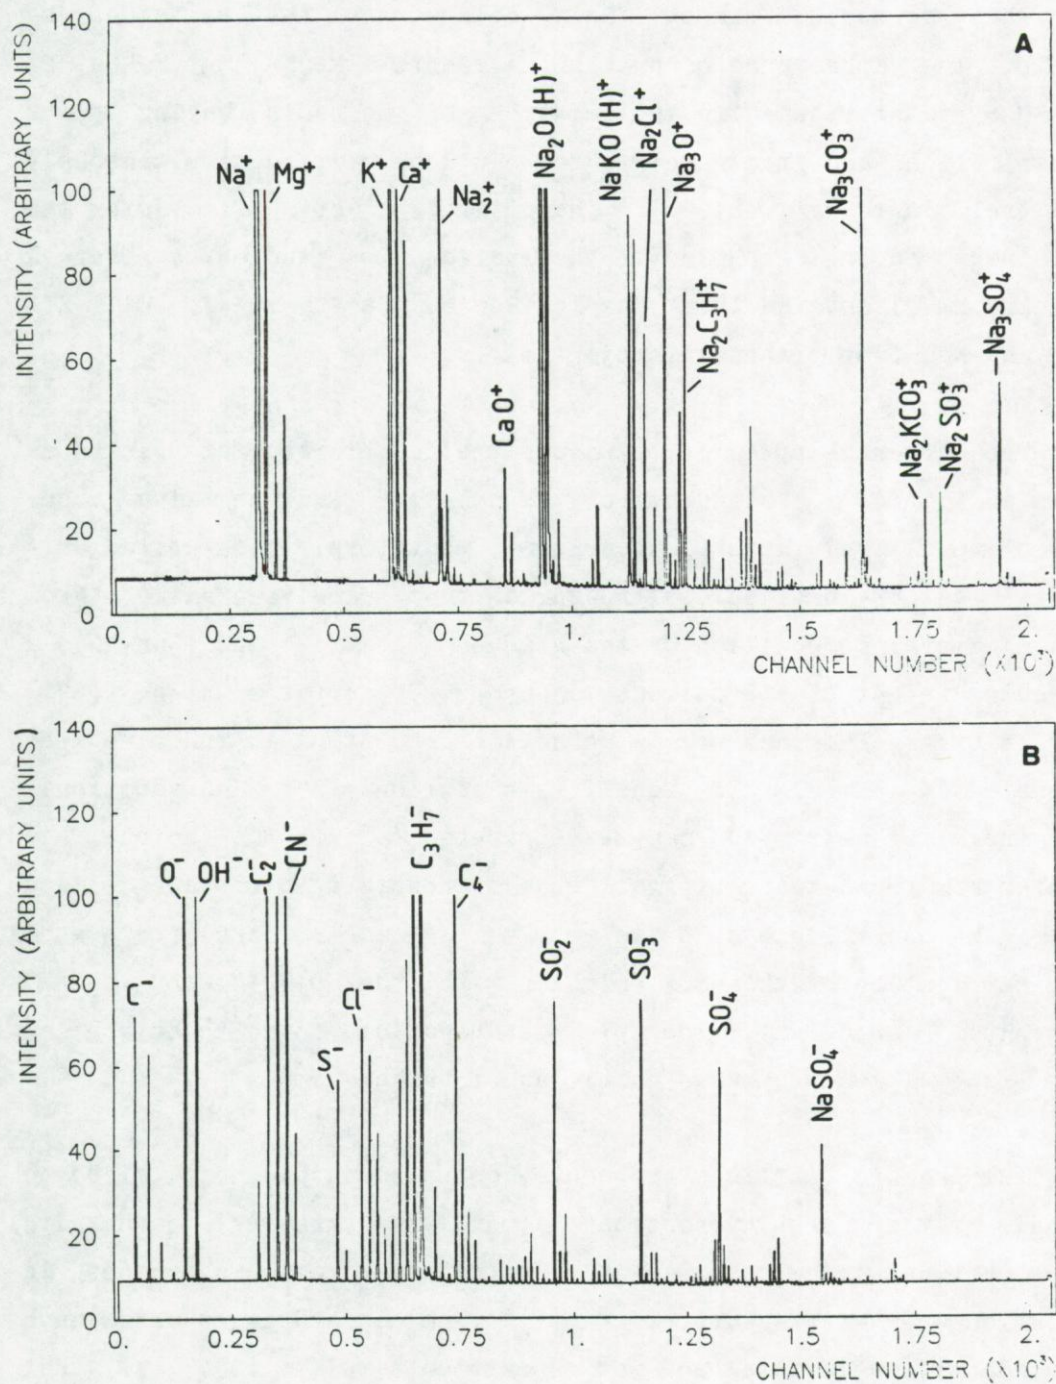 A
INTENSITY (ARBITRARY UNITS)
140
120
100
80
60
40
20
0
Na⁺
Mg⁺
K⁺
Ca⁺
Na₂⁺
CaO⁺
Na₂O(H)⁺
NaKO(H)⁺
Na₂Cl⁺
Na₃O⁺
Na₂C₃H₇⁺
Na₃CO₃⁺
Na₂KCO₃⁺
Na₂SO₃⁺
Na₃SO₄⁺
0. 0.25 0.5 0.75 1. 1.25 1.5 1.75 2.
CHANNEL NUMBER (×10³)
B
INTENSITY (ARBITRARY UNITS)
140
120
100
80
60
40
20
0
C⁻
O⁻
OH⁻
C₂⁻
CN⁻
S⁻
Cl⁻
C₃H₇⁻
C₄⁻
SO₂⁻
SO₃⁻
SO₄⁻
NaSO₄⁻
0. 0.25 0.5 0.75 1. 1.25 1.5 1.75 2.
CHANNEL NUMBER (×10³)